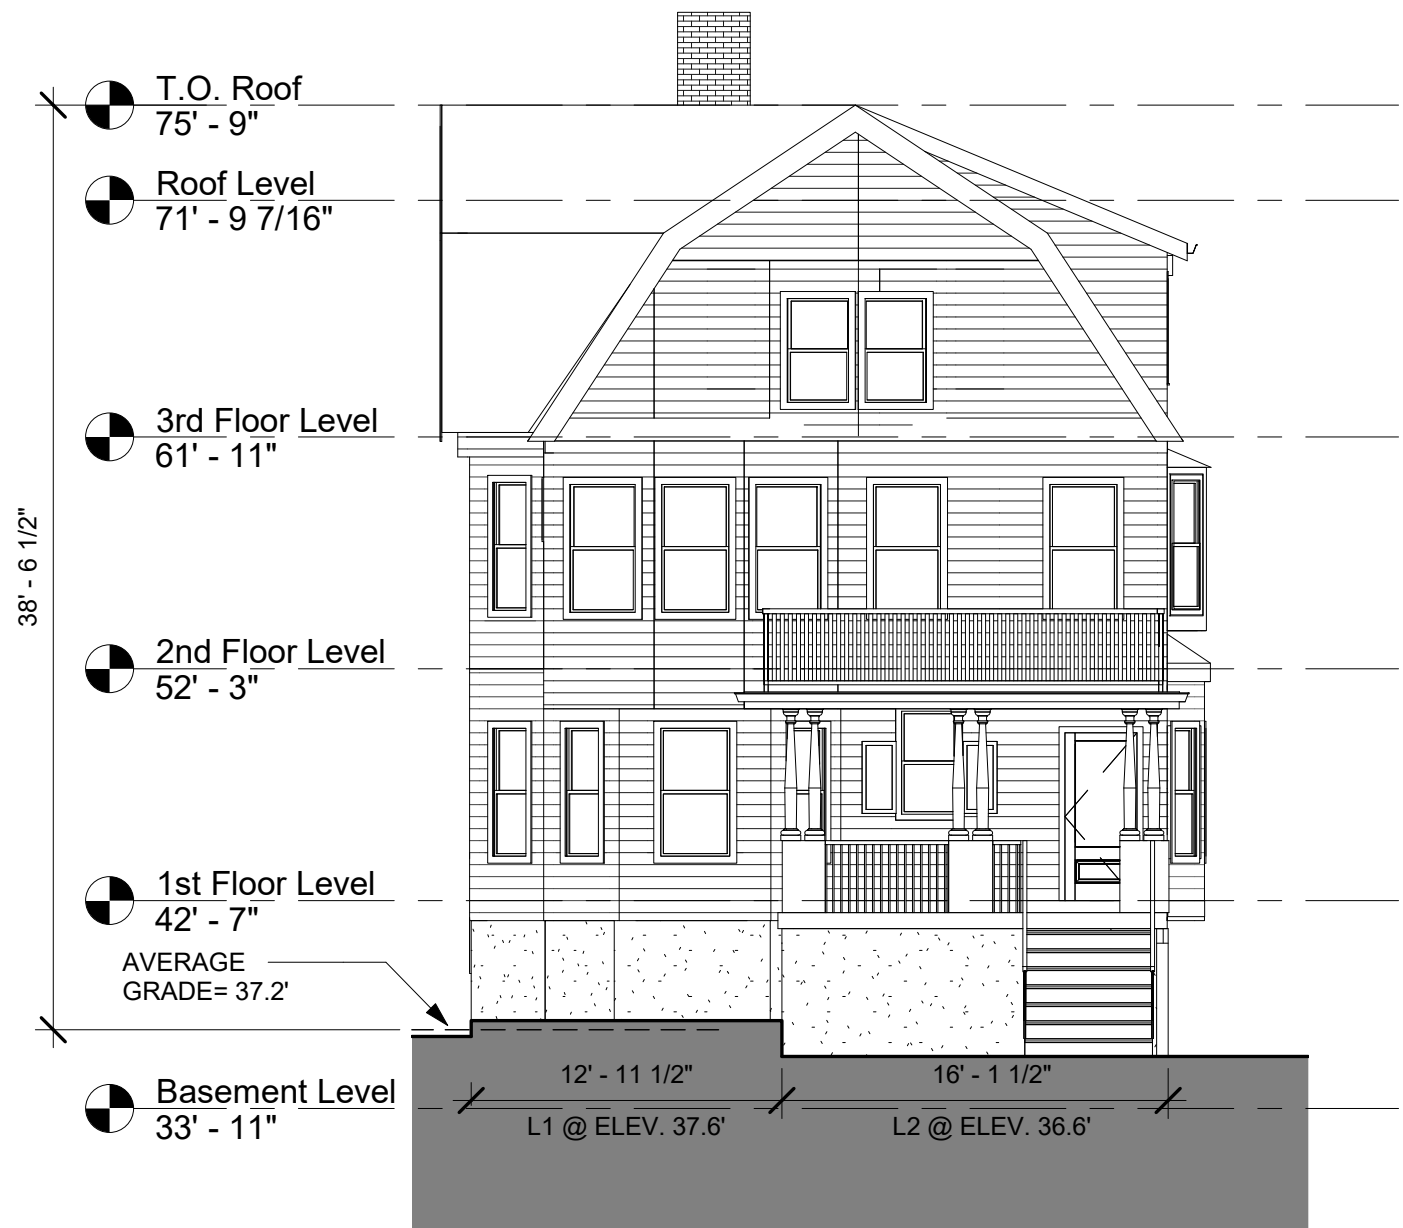 T.O. Roof
75' - 9"
Roof Level
71' - 9 7/16"
3rd Floor Level
61' - 11"
38' - 6 1/2"
2nd Floor Level
52' - 3"
1st Floor Level
42' - 7"
AVERAGE
GRADE= 37.2'
12' - 11 1/2"
16' - 1 1/2"
Basement Level
33' - 11"
L1 @ ELEV. 37.6'
L2 @ ELEV. 36.6'